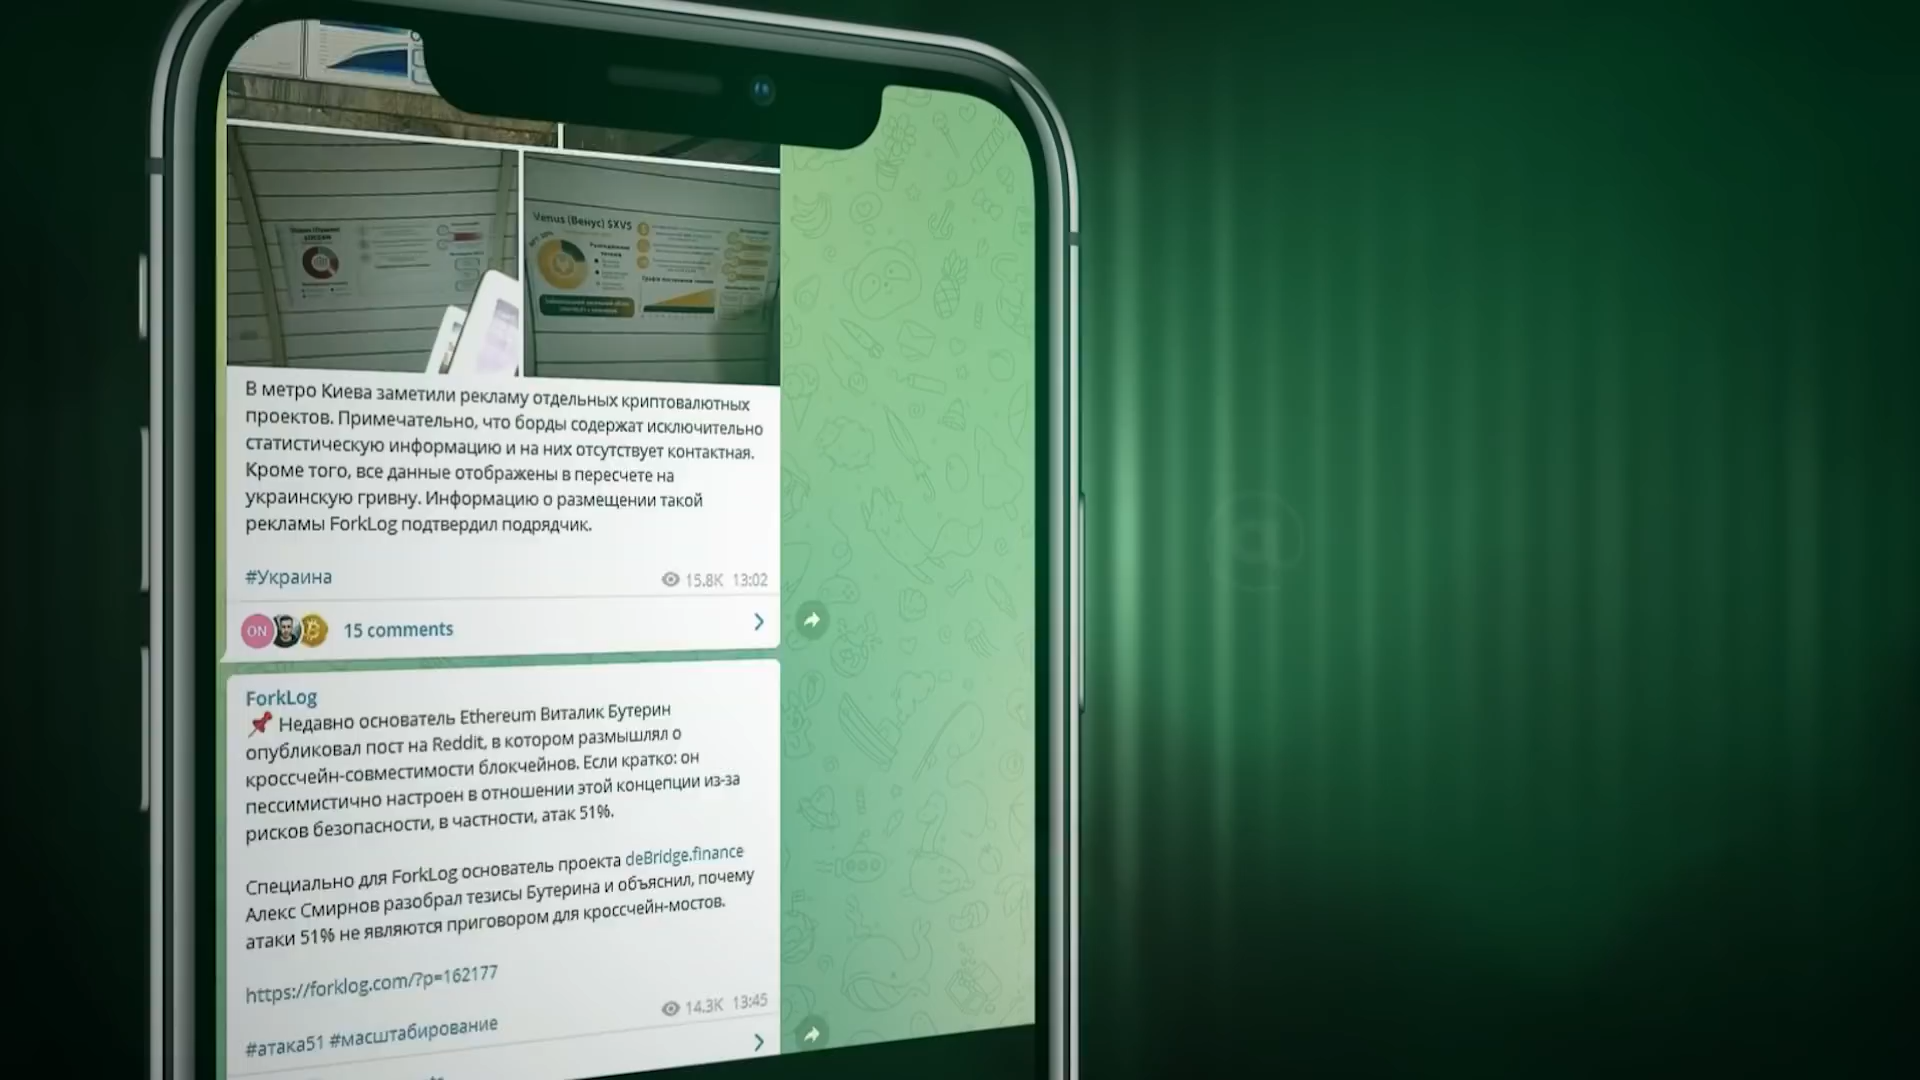 Venus (Венус) $XVS
В метро Киева заметили рекламу отдельных криптовалютных
проектов. Примечательно, что борды содержат исключительно
статистическую информацию и на них отсутствует контактная.
Кроме того, все данные отображены в пересчете на
украинскую гривну. Информацию о размещении такой
рекламы ForkLog подтвердил подрядчик.
#Украина
15.8K 13:02
ON
15 comments
ForkLog
📌 Недавно основатель Ethereum Виталик Бутерин
опубликовал пост на Reddit, в котором размышлял о
кроссчейн-совместимости блокчейнов. Если кратко: он
пессимистично настроен в отношении этой концепции из-за
рисков безопасности, в частности, атак 51%.
Специально для ForkLog основатель проекта deBridge.finance
Алекс Смирнов разобрал тезисы Бутерина и объяснил, почему
атаки 51% не являются приговором для кроссчейн-мостов.
https://forklog.com/?p=162177
14.3K 13:45
#атака51 #масштабирование